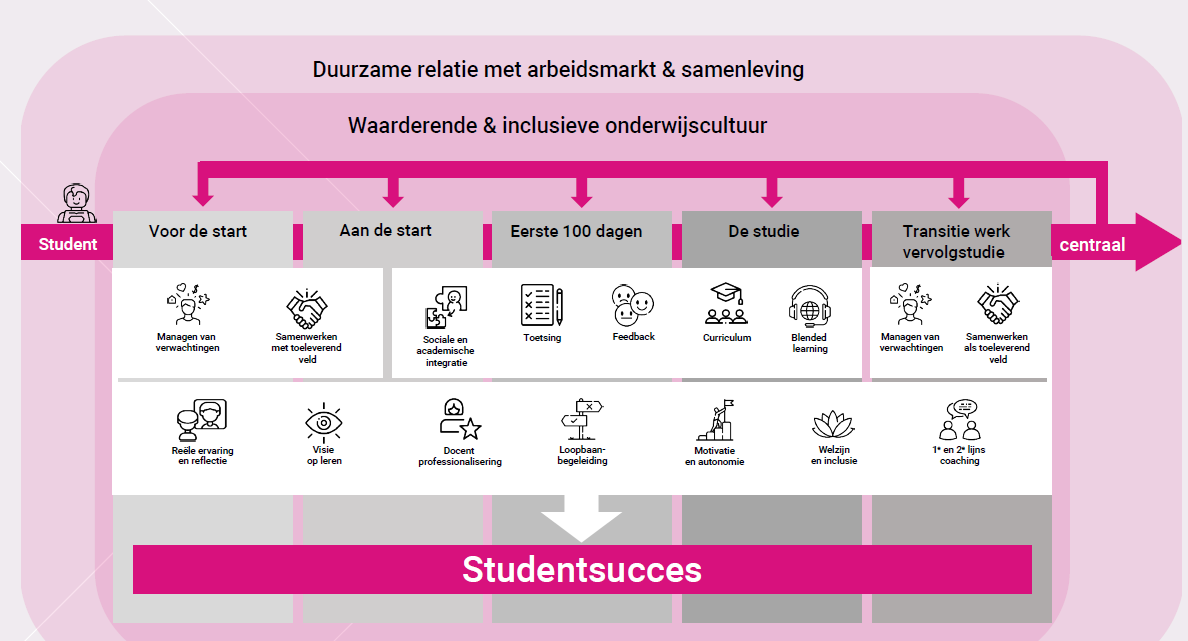 Duurzame relatie met arbeidsmarkt & samenleving
Waarderende & inclusieve onderwijscultuur
Student
Voor de start
Aan de start
Eerste 100 dagen
De studie
Transitie werk
vervolgstudie
centraal
Managen van
verwachtingen
Samenwerken
met toeleverend
veld
Sociale en
academische
integratie
Toetsing
Feedback
Curriculum
Blended
learning
Managen van
verwachtingen
Samenwerken
als toeleverend
veld
Reële ervaring
en reflectie
Visie
op leren
Docent
professionalisering
Loopbaan-
begeleiding
Motivatie
en autonomie
Welzijn
en inclusie
1ᵉ en 2ᵉ lijns
coaching
Studentsucces